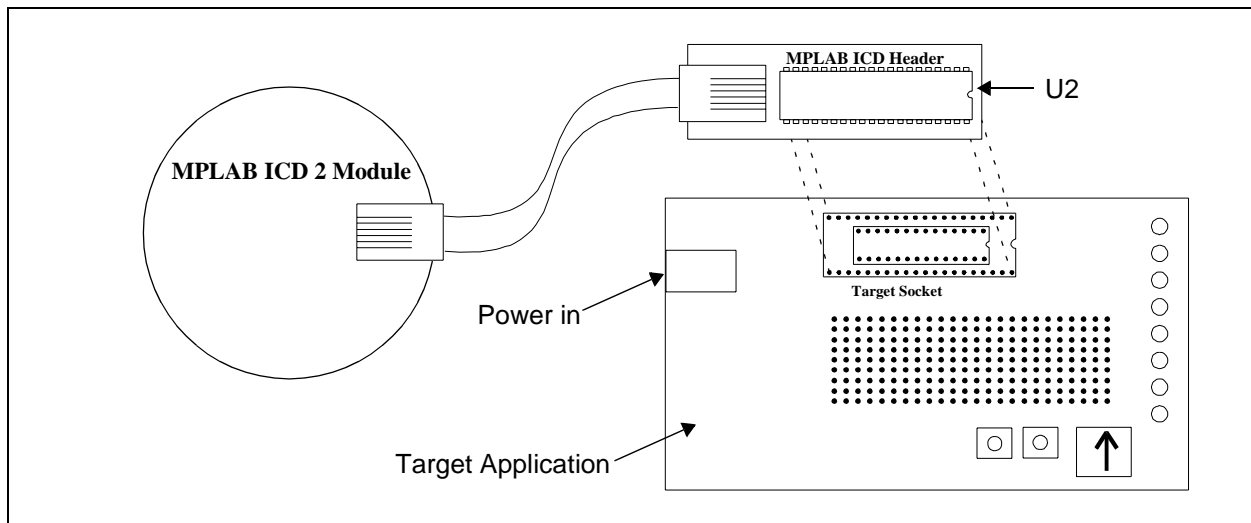 MPLAB ICD Header
U2
MPLAB ICD 2 Module
Target Socket
Power in
Target Application